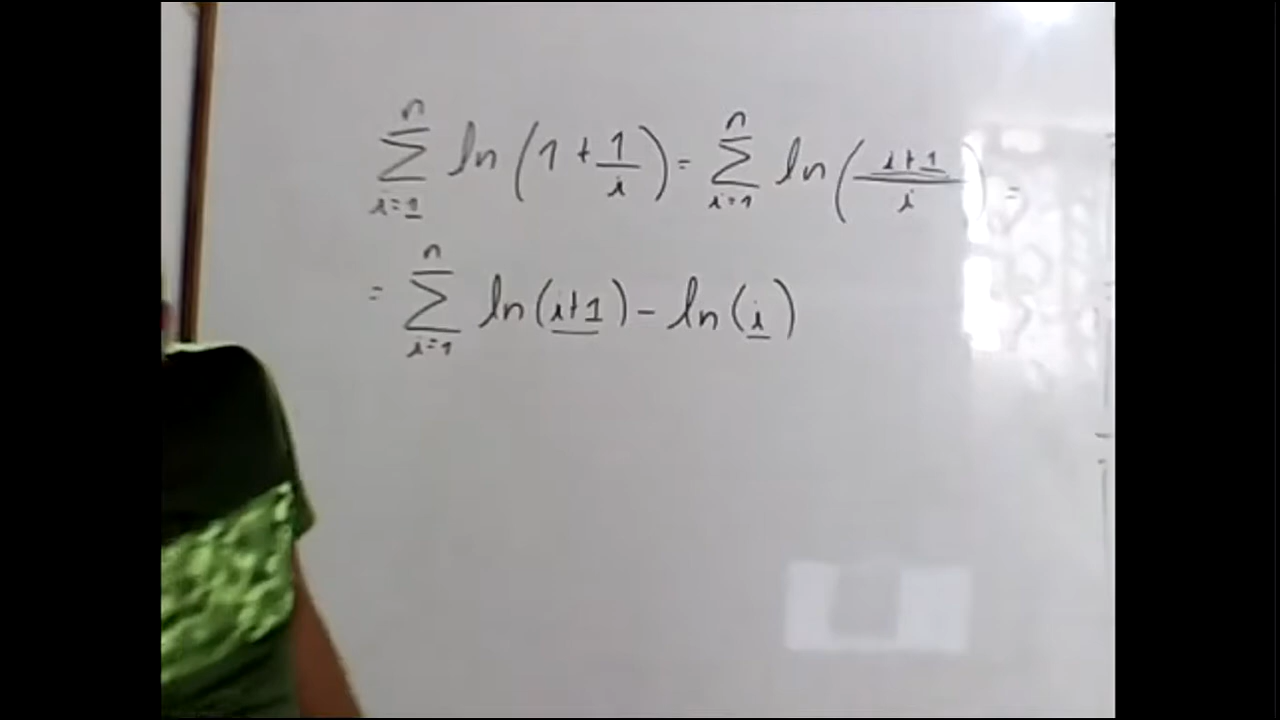 n n
∑ ln(1+1/i) = ∑ ln((i+1)/i) =
i=1 i=1
n
= ∑ ln(i+1) - ln(i)
i=1